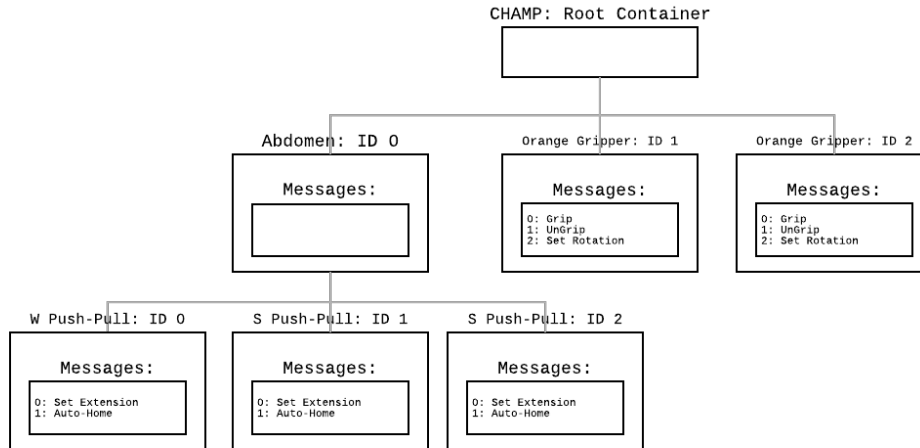 CHAMP: Root Container
Abdomen: ID 0
Orange Gripper: ID 1
Orange Gripper: ID 2
Messages:
Messages:
0: Grip
1: UnGrip
2: Set Rotation
Messages:
0: Grip
1: UnGrip
2: Set Rotation
W Push-Pull: ID 0
S Push-Pull: ID 1
S Push-Pull: ID 2
Messages:
0: Set Extension
1: Auto-Home
Messages:
0: Set Extension
1: Auto-Home
Messages:
0: Set Extension
1: Auto-Home